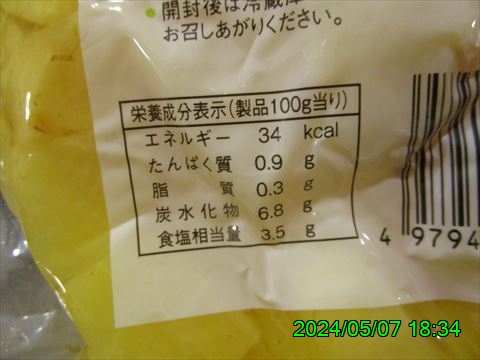 ● 開封後は冷蔵庫
お召しあがりください。
栄養成分表示(製品100g当り)
エネルギー 34 kcal
たんぱく質 0.9 g
脂質 0.3 g
炭水化物 6.8 g
食塩相当量 3.5 g
4 9794
2024/05/07 18:34